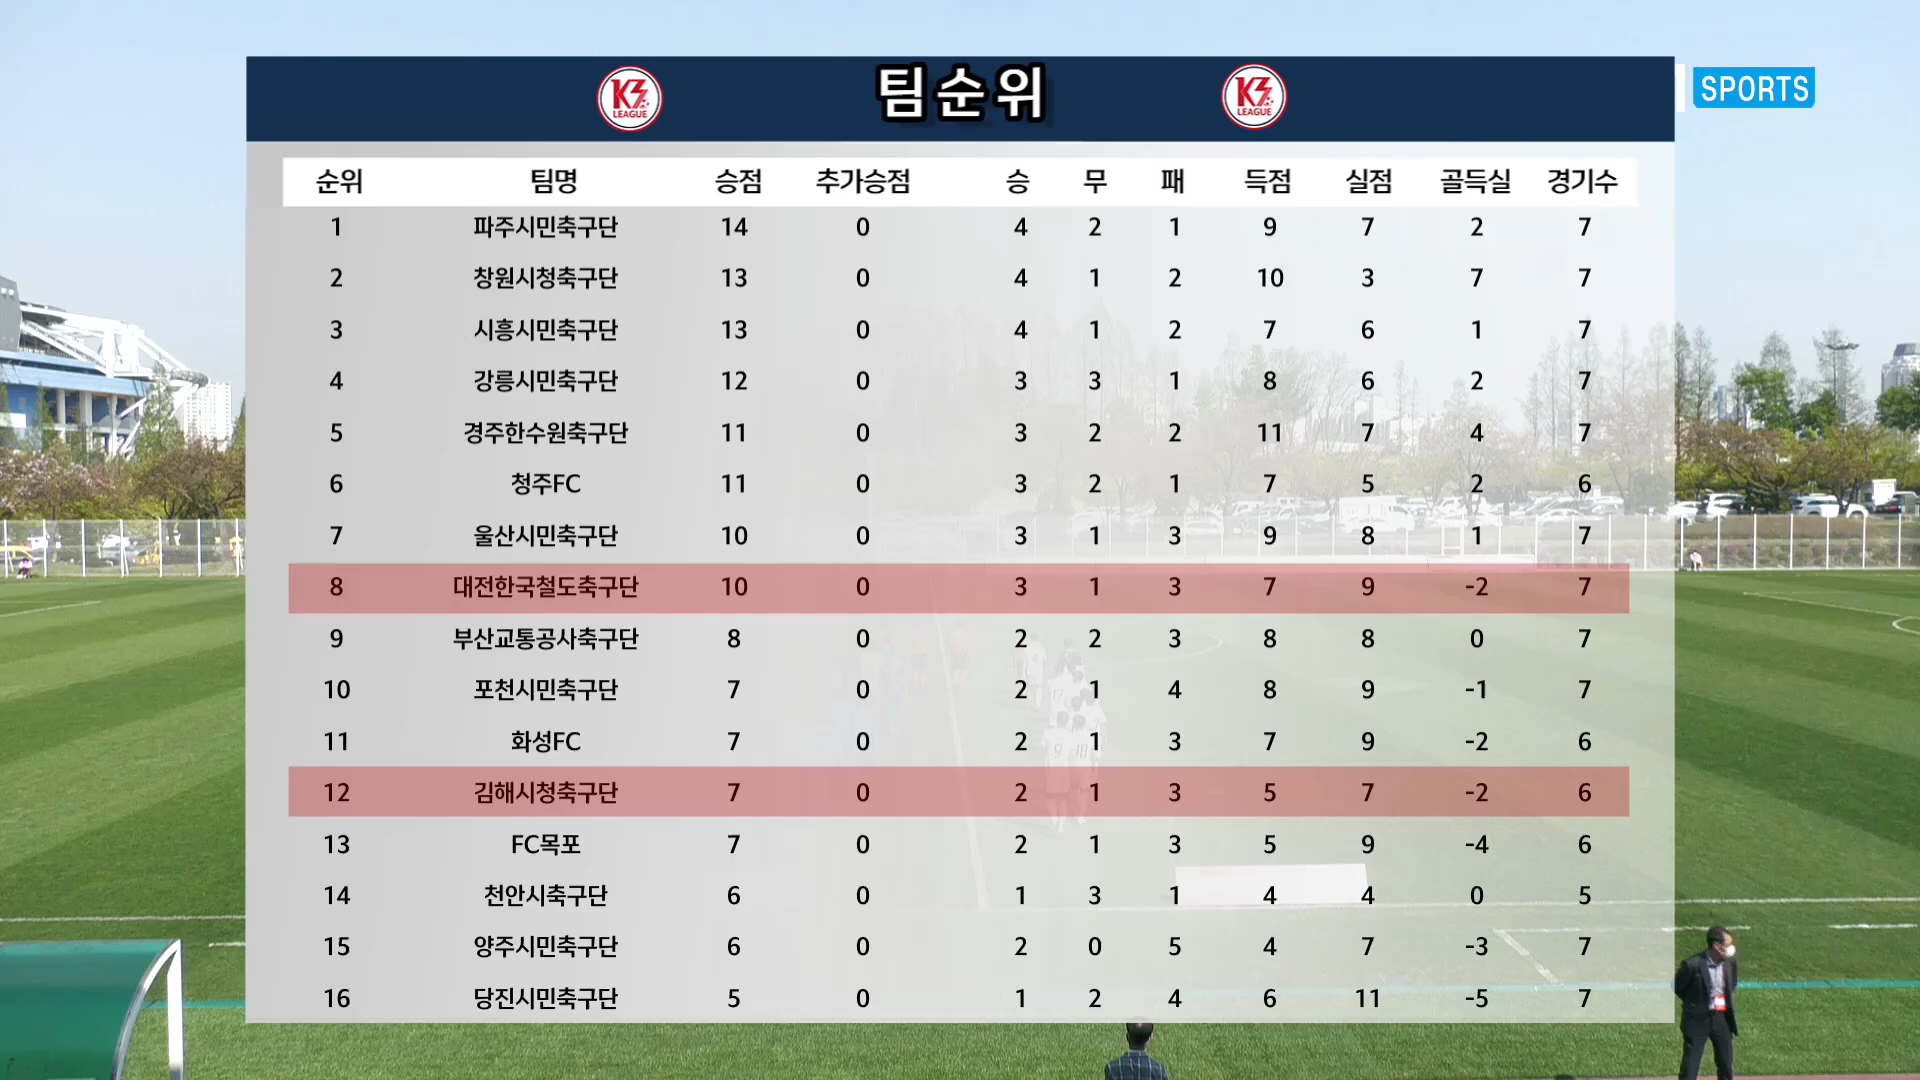 K3 LEAGUE 팀순위 K3 LEAGUE
SPORTS
순위 팀명 승점 추가승점 승 무 패 득점 실점 골득실 경기수
1 파주시민축구단 14 0 4 2 1 9 7 2 7
2 창원시청축구단 13 0 4 1 2 10 3 7 7
3 시흥시민축구단 13 0 4 1 2 7 6 1 7
4 강릉시민축구단 12 0 3 3 1 8 6 2 7
5 경주한수원축구단 11 0 3 2 2 11 7 4 7
6 청주FC 11 0 3 2 1 7 5 2 6
7 울산시민축구단 10 0 3 1 3 9 8 1 7
8 대전한국철도축구단 10 0 3 1 3 7 9 -2 7
9 부산교통공사축구단 8 0 2 2 3 8 8 0 7
10 포천시민축구단 7 0 2 1 4 8 9 -1 7
11 화성FC 7 0 2 1 3 7 9 -2 6
12 김해시청축구단 7 0 2 1 3 5 7 -2 6
13 FC목포 7 0 2 1 3 5 9 -4 6
14 천안시축구단 6 0 1 3 1 4 4 0 5
15 양주시민축구단 6 0 2 0 5 4 7 -3 7
16 당진시민축구단 5 0 1 2 4 6 11 -5 7